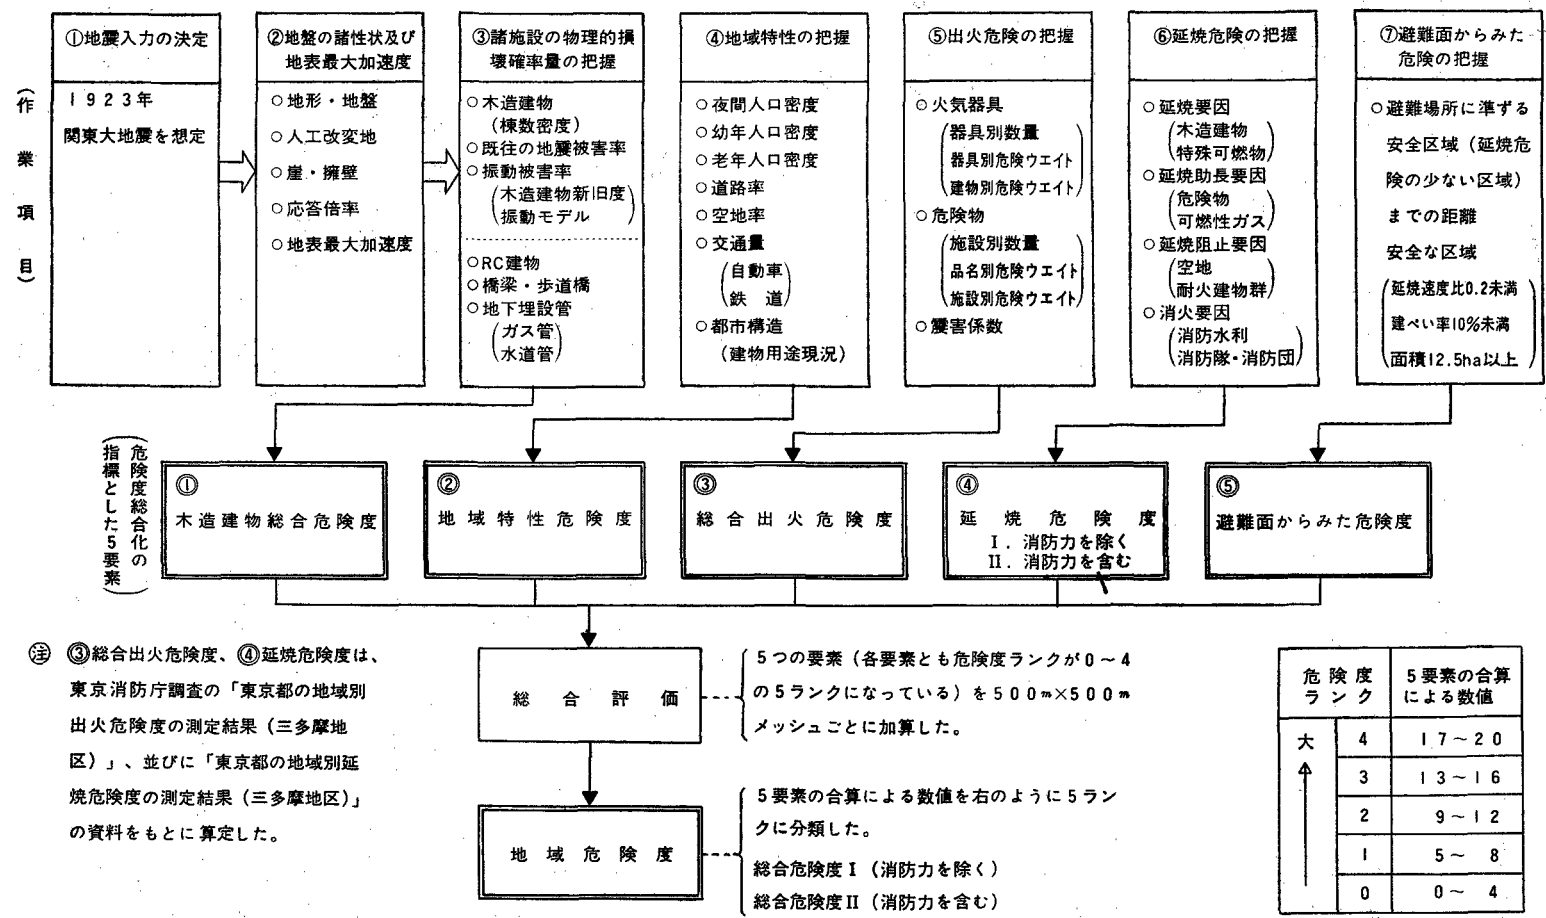 (作業項目)
①地震入力の決定
1923年
関東大地震を想定
②地盤の諸性状及び
地表最大加速度
○地形・地盤
○人工改変地
○崖・擁壁
○応答倍率
○地表最大加速度
③諸施設の物理的損
壊確率量の把握
○木造建物
(棟数密度)
○既往の地震被害率
○振動被害率
(木造建物新旧度
振動モデル)
○RC建物
○橋梁・歩道橋
○地下埋設管
(ガス管
水道管)
④地域特性の把握
○夜間人口密度
○幼年人口密度
○老年人口密度
○道路率
○空地率
○交通量
(自動車
鉄 道)
○都市構造
(建物用途現況)
⑤出火危険の把握
○火気器具
(器具別数量
器具別危険ウエイト
建物別危険ウエイト)
○危険物
(施設別数量
品名別危険ウエイト
施設別危険ウエイト)
○震害係数
⑥延焼危険の把握
○延焼要因
(木造建物
特殊可燃物)
○延焼助長要因
(危険物
可燃性ガス)
○延焼阻止要因
(空地
耐火建物群)
○消火要因
(消防水利
消防隊・消防団)
⑦避難面からみた
危険の把握
○避難場所に準ずる
安全区域(延焼危
険の少ない区域)
までの距離
安全な区域
(延焼速度比0.2未満
建ぺい率10%未満
面積12.5ha以上)
(危険度総合化の
指標とした5要素)
①
木造建物総合危険度
②
地域特性危険度
③
総合出火危険度
④
延焼危険度
I.消防力を除く
II.消防力を含む
⑤
避難面からみた危険度
㊟ ③総合出火危険度、④延焼危険度は、
東京消防庁調査の「東京都の地域別
出火危険度の測定結果(三多摩地
区)」、並びに「東京都の地域別延
焼危険度の測定結果(三多摩地区)」
の資料をもとに算定した。
総合評価
5つの要素(各要素とも危険度ランクが0~4
の5ランクになっている)を500m×500m
メッシュごとに加算した。
地域危険度
5要素の合算による数値を右のように5ラン
クに分類した。
総合危険度I(消防力を除く)
総合危険度II(消防力を含む)
危険度
ランク
5要素の合算
による数値
大
4 17~20
3 13~16
2 9~12
1 5~ 8
0 0~ 4